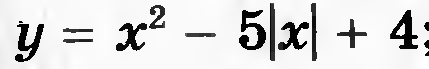 y = x² − 5|x| + 4;